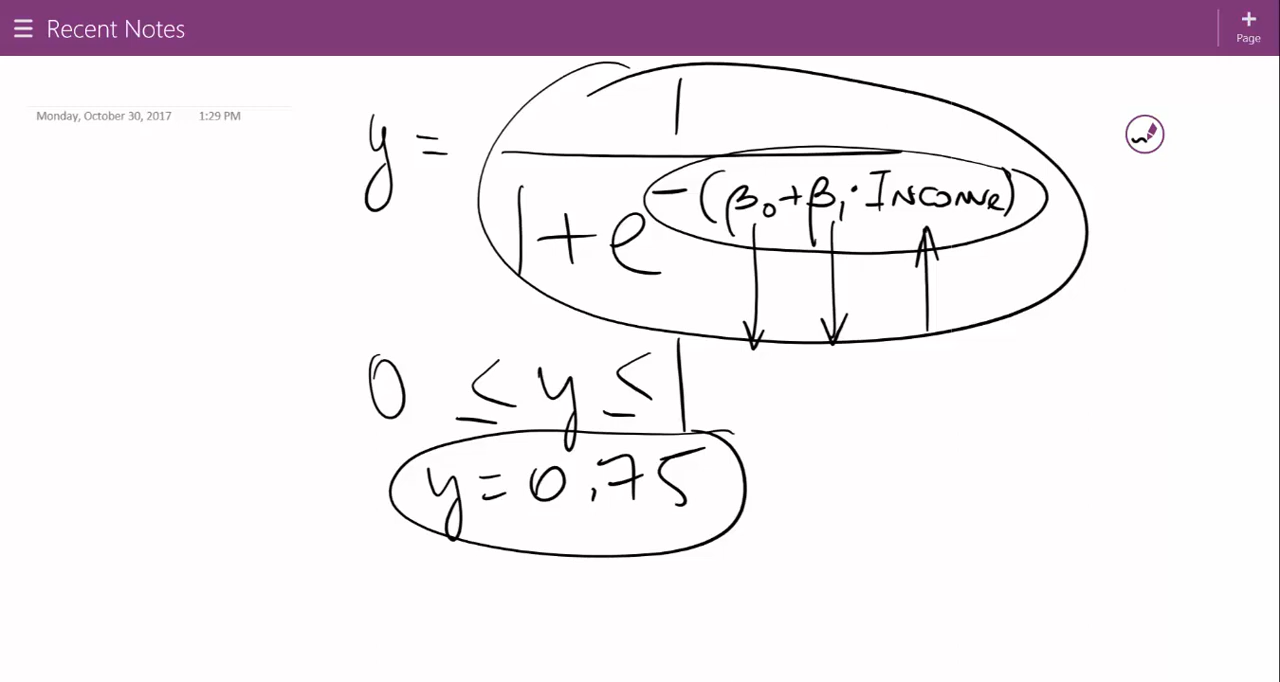 Recent Notes
Page
Monday, October 30, 2017 1:29 PM
y = 1 / 1 + e^-(β₀+β₁·Income)
0 ≤ y ≤ 1
y = 0.75